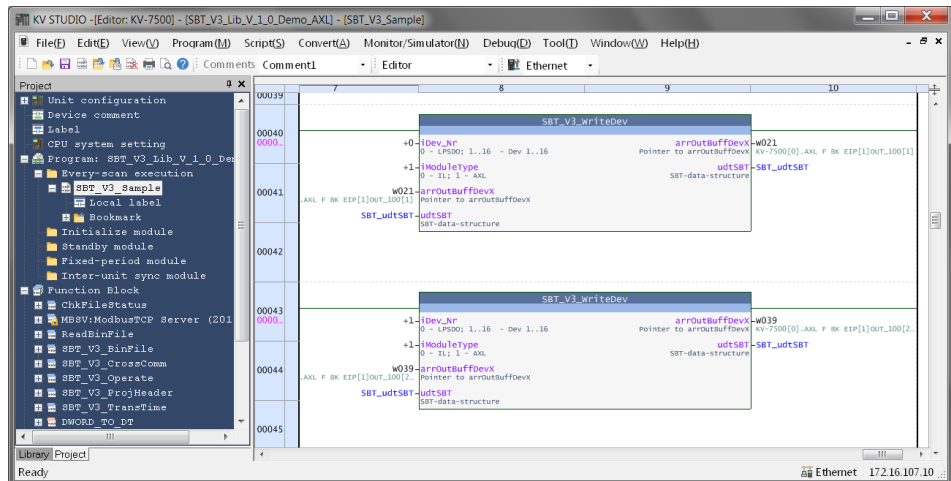 KV STUDIO -[Editor: KV-7500] - [SBT_V3_Lib_V_1_0_Demo_AXL] - [SBT_V3_Sample]
File(F) Edit(E) View(V) Program(M) Script(S) Convert(A) Monitor/Simulator(N) Debug(D) Tool(T) Window(W) Help(H)
Comments Comment1 Editor Ethernet
Project
Unit configuration
Device comment
Label
CPU system setting
Program: SBT_V3_Lib_V_1_0_Der
Every-scan execution
SBT_V3_Sample
Local label
Bookmark
Initialize module
Standby module
Fixed-period module
Inter-unit sync module
Function Block
ChkFileStatus
MBSV:ModbusTCP Server (201
ReadBinFile
SBT_V3_BinFile
SBT_V3_CrossComm
SBT_V3_Operate
SBT_V3_ProjHeader
SBT_V3_TransTime
DWORD_TO_DT
Library Project
7 8 9 10
00039
SBT_V3_WriteDev
00040
0000...
+0 iDev_Nr arrOutBuffDevX W021
0 - LPSDO; 1..16 - Dev 1..16 Pointer to arrOutBuffDevX KV-7500[0].AXL F BK EIP[1]OUT_100[1]
+1 iModuleType udtSBT SBT_udtSBT
0 - IL; 1 - AXL SBT-data-structure
00041
W021 arrOutBuffDevX
.AXL F BK EIP[1]OUT_100[1] Pointer to arrOutBuffDevX
SBT_udtSBT udtSBT
SBT-data-structure
00042
SBT_V3_WriteDev
00043
0000...
+1 iDev_Nr arrOutBuffDevX W039
0 - LPSDO; 1..16 - Dev 1..16 Pointer to arrOutBuffDevX KV-7500[0].AXL F BK EIP[1]OUT_100[2...
+1 iModuleType udtSBT SBT_udtSBT
0 - IL; 1 - AXL SBT-data-structure
00044
W039 arrOutBuffDevX
.AXL F BK EIP[1]OUT_100[2... Pointer to arrOutBuffDevX
SBT_udtSBT udtSBT
SBT-data-structure
00045
Ready Ethernet 172.16.107.10